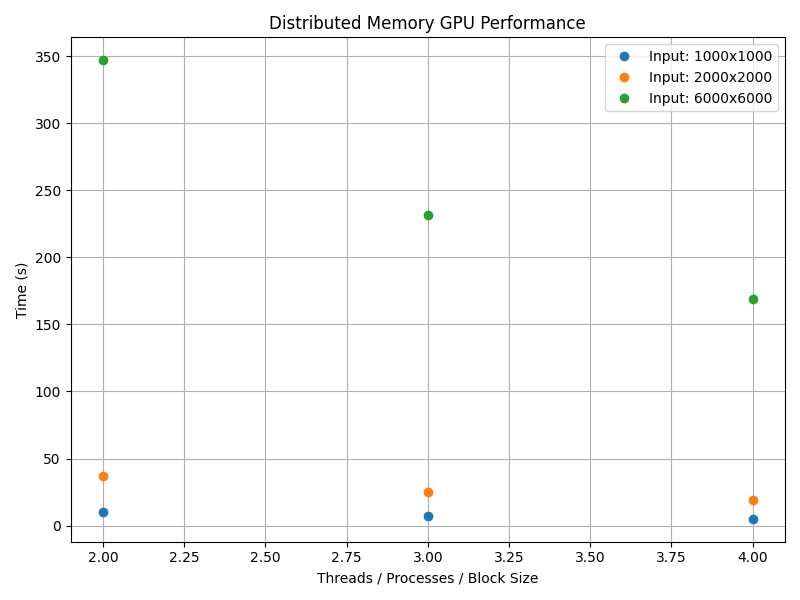 Distributed Memory GPU Performance
Input: 1000x1000
Input: 2000x2000
Input: 6000x6000
Time (s)
350
300
250
200
150
100
50
0
2.00 2.25 2.50 2.75 3.00 3.25 3.50 3.75 4.00
Threads / Processes / Block Size